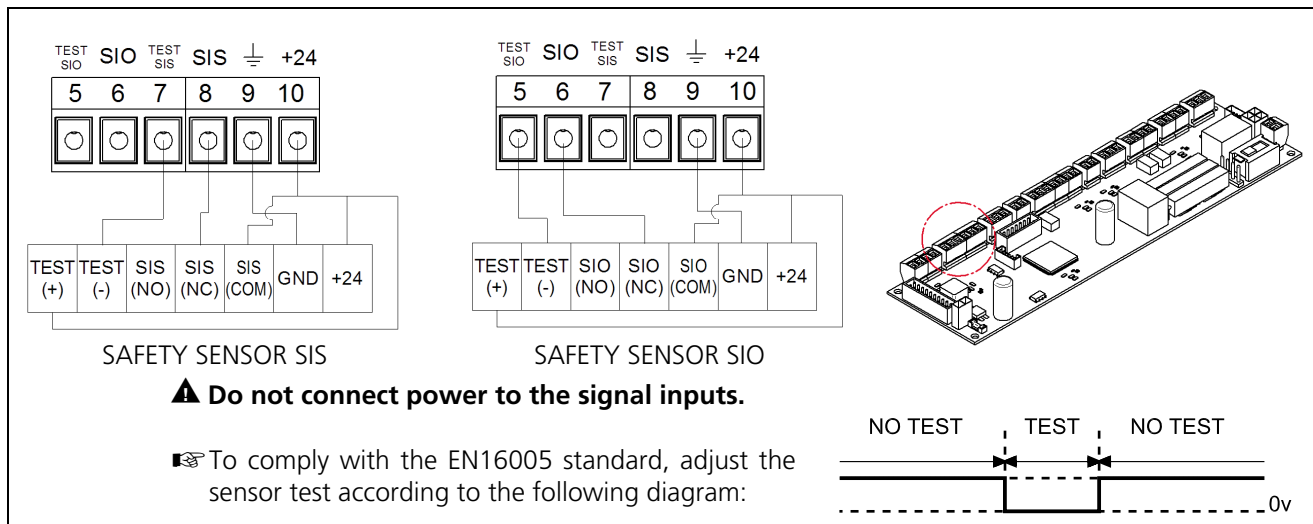 TEST SIO SIO TEST SIS SIS +24
5 6 7 8 9 10
TEST (+) TEST (-) SIS (NO) SIS (NC) SIS (COM) GND +24
SAFETY SENSOR SIS
TEST SIO SIO TEST SIS SIS +24
5 6 7 8 9 10
TEST (+) TEST (-) SIO (NO) SIO (NC) SIO (COM) GND +24
SAFETY SENSOR SIO
Do not connect power to the signal inputs.
To comply with the EN16005 standard, adjust the
sensor test according to the following diagram:
NO TEST TEST NO TEST
0v